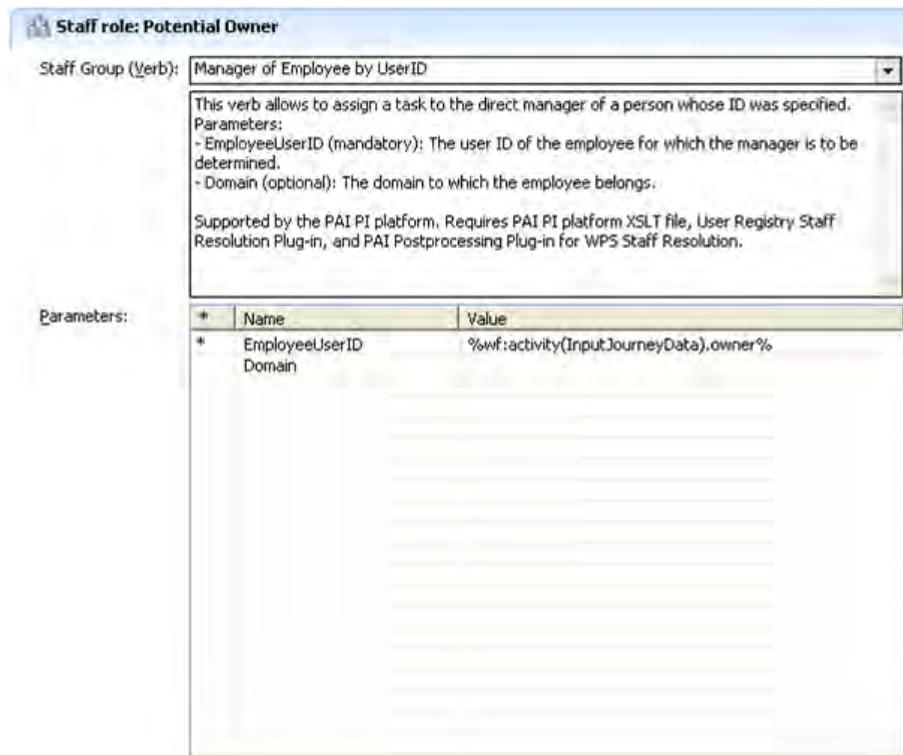 Staff role: Potential Owner
Staff Group (Verb): Manager of Employee by UserID
This verb allows to assign a task to the direct manager of a person whose ID was specified.
Parameters:
- EmployeeUserID (mandatory): The user ID of the employee for which the manager is to be
determined.
- Domain (optional): The domain to which the employee belongs.
Supported by the PAI PI platform. Requires PAI PI platform XSLT file, User Registry Staff
Resolution Plug-in, and PAI Postprocessing Plug-in for WPS Staff Resolution.
Parameters: * Name Value
* EmployeeUserID %wf:activity(InputJourneyData).owner%
Domain